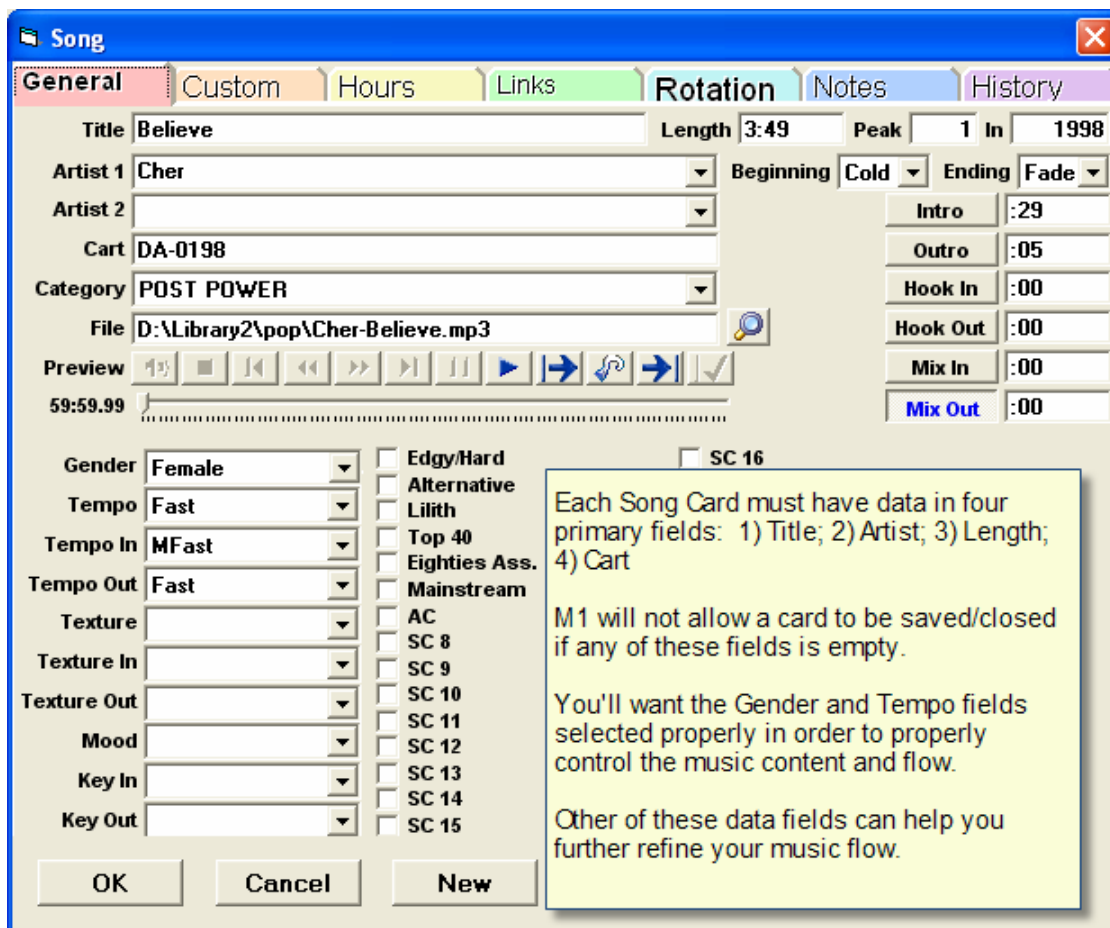 Song
General Custom Hours Links Rotation Notes History
Title Believe Length 3:49 Peak 1 In 1998
Artist 1 Cher Beginning Cold Ending Fade
Artist 2 Intro :29
Cart DA-0198 Outro :05
Category POST POWER Hook In :00
File D:\Library2\pop\Cher-Believe.mp3 Hook Out :00
Preview Mix In :00
59:59.99 Mix Out :00
Gender Female
Tempo Fast
Tempo In MFast
Tempo Out Fast
Texture
Texture In
Texture Out
Mood
Key In
Key Out
Edgy/Hard
Alternative
Lilith
Top 40
Eighties Ass.
Mainstream
AC
SC 8
SC 9
SC 10
SC 11
SC 12
SC 13
SC 14
SC 15
SC 16
Each Song Card must have data in four
primary fields: 1) Title; 2) Artist; 3) Length;
4) Cart
M1 will not allow a card to be saved/closed
if any of these fields is empty.
You'll want the Gender and Tempo fields
selected properly in order to properly
control the music content and flow.
Other of these data fields can help you
further refine your music flow.
OK Cancel New